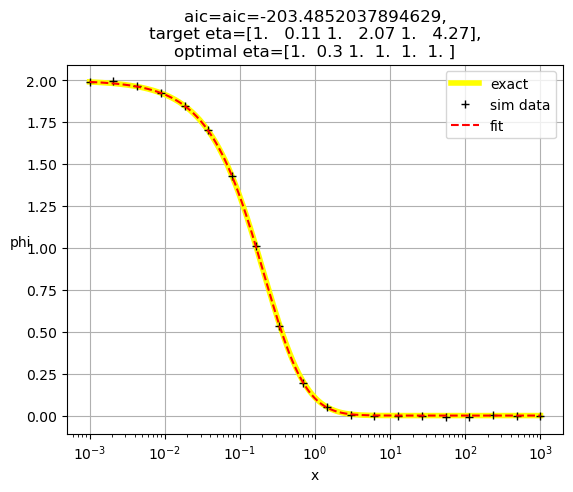 aic=aic=-203.4852037894629,
target eta=[1.   0.11 1.   2.07 1.   4.27],
optimal eta=[1.  0.3 1.  1.  1.  1. ]
2.00
1.75
1.50
1.25
1.00
0.75
0.50
0.25
0.00
phi
exact
sim data
fit
10⁻³ 10⁻² 10⁻¹ 10⁰ 10¹ 10² 10³
x